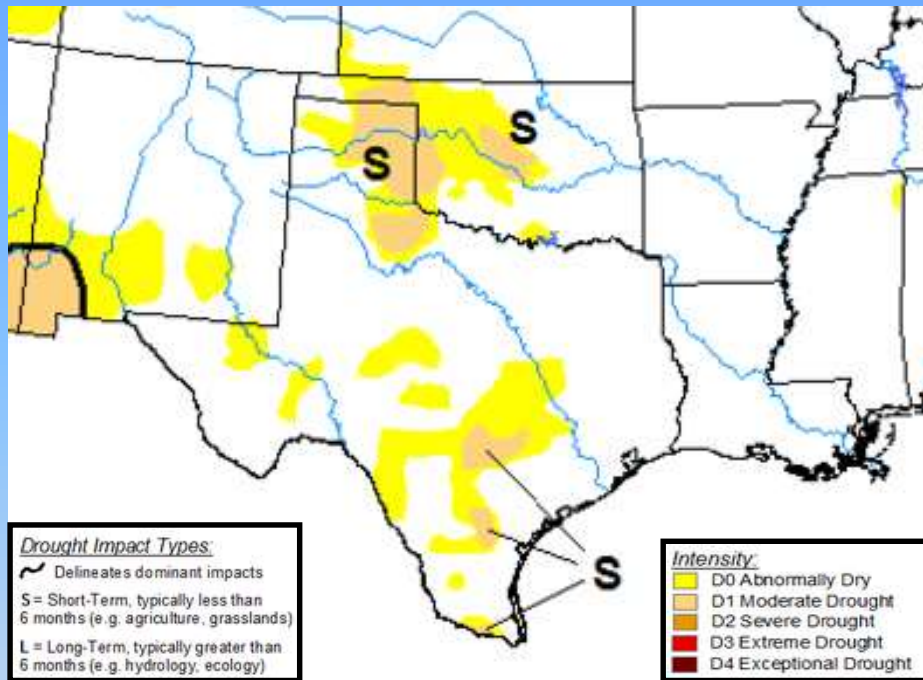 S
S
S
Drought Impact Types:
Delineates dominant impacts
S = Short-Term, typically less than
6 months (e.g. agriculture, grasslands)
L = Long-Term, typically greater than
6 months (e.g. hydrology, ecology)
Intensity:
D0 Abnormally Dry
D1 Moderate Drought
D2 Severe Drought
D3 Extreme Drought
D4 Exceptional Drought